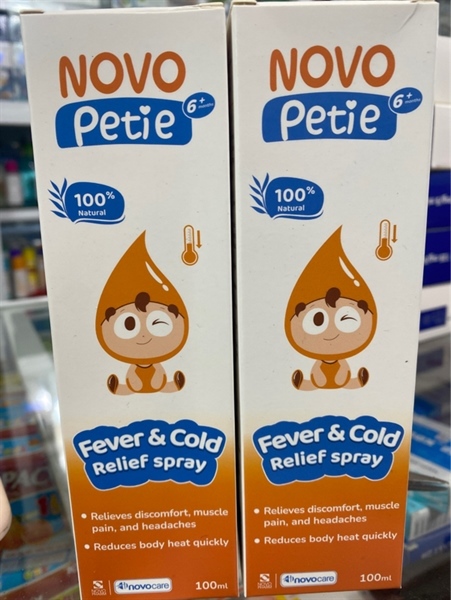 NOVO
Petie
6+
months
100%
Natural
Fever & Cold
Relief spray
• Relieves discomfort, muscle
pain, and headaches
• Reduces body heat quickly
novocare
100ml
NOVO
Petie
6+
months
100%
Natural
Fever & Cold
Relief spray
• Relieves discomfort, muscle
pain, and headaches
• Reduces body heat quickly
novocare
100ml